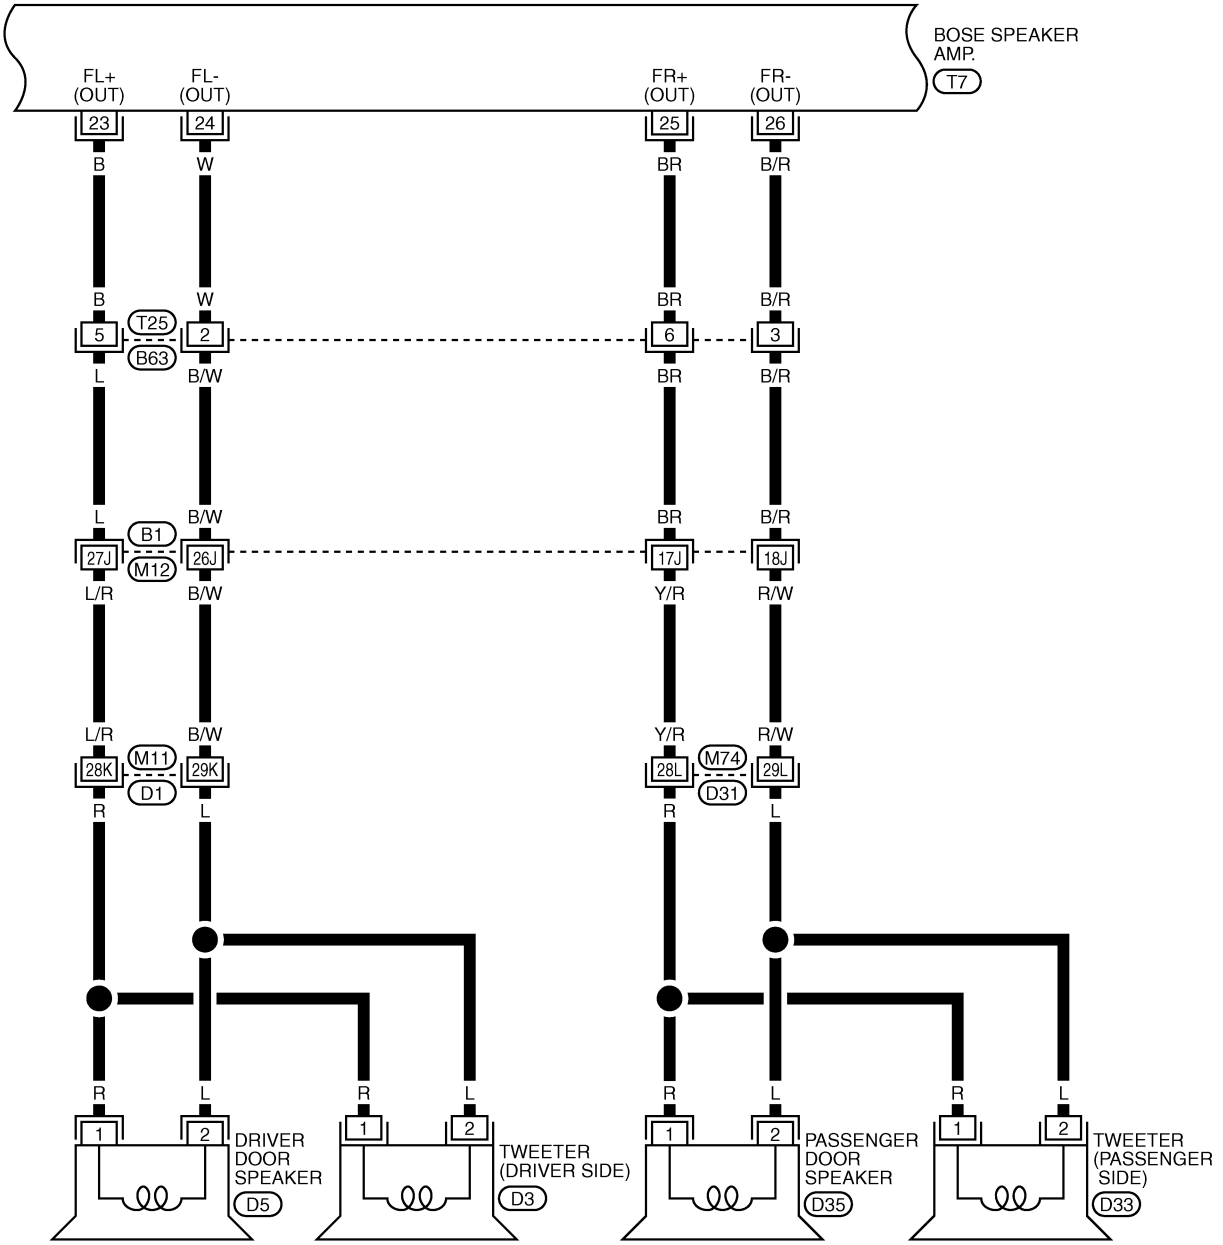 BOSE SPEAKER
AMP.
T7
FL+ FL- FR+ FR-
(OUT) (OUT) (OUT) (OUT)
23 24 25 26
B W BR B/R
B W BR B/R
T25
5 2 6 3
B63
L B/W BR B/R
L B/W BR B/R
B1
27J 26J 17J 18J
M12
L/R B/W Y/R R/W
L/R B/W Y/R R/W
M11 M74
28K 29K 28L 29L
D1 D31
R L R L
R L R L R L R L
1 2 1 2 1 2 1 2
DRIVER
DOOR
SPEAKER
D5
TWEETER
(DRIVER SIDE)
D3
PASSENGER
DOOR
SPEAKER
D35
TWEETER
(PASSENGER
SIDE)
D33